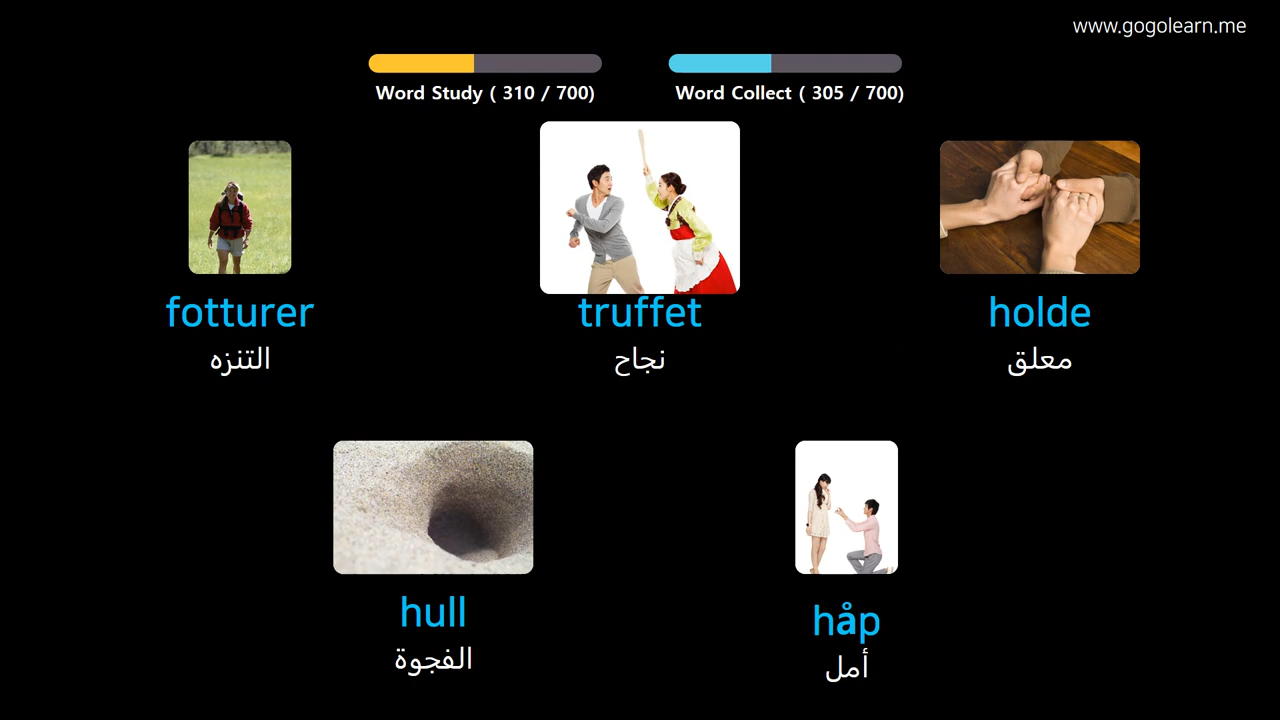 www.gogolearn.me
Word Study ( 310 / 700)
Word Collect ( 305 / 700)
fotturer
التنزه
truffet
نجاح
holde
معلق
hull
الفجوة
håp
أمل